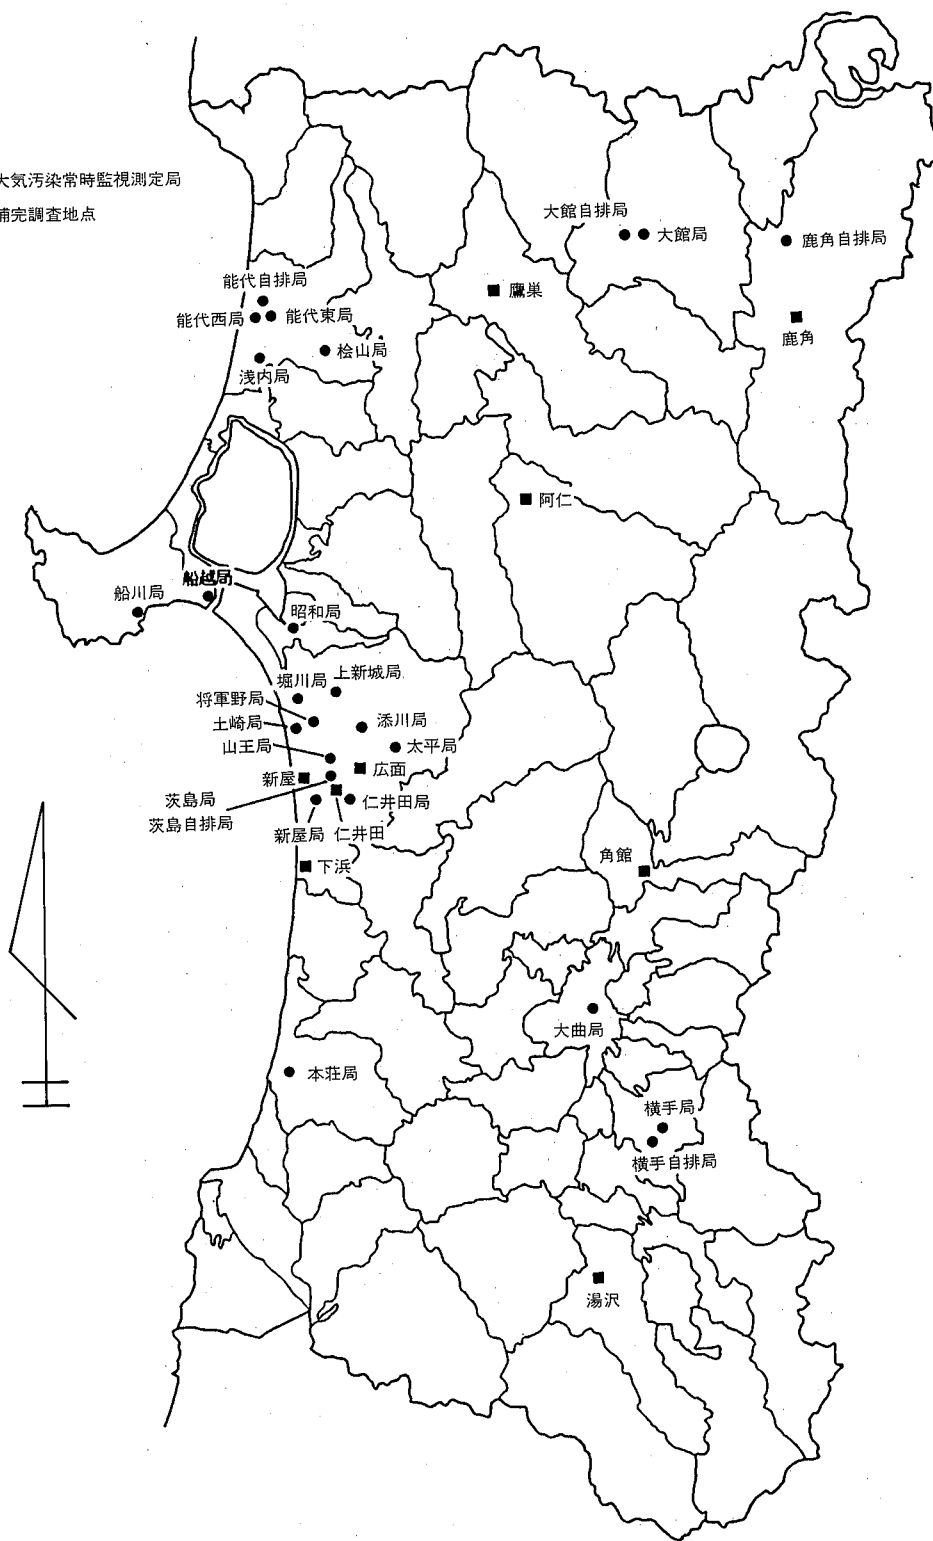 大気汚染常時監視測定局
補完調査地点
大館自排局
大館局
鹿角自排局
能代自排局
鷹巣
能代西局
能代東局
鹿角
桧山局
浅内局
阿仁
船越局
船川局
昭和局
堀川局
上新城局
将軍野局
土崎局
添川局
山王局
太平局
新屋
広面
茨島局
茨島自排局
仁井田局
新屋局
仁井田
下浜
角館
大曲局
本荘局
横手局
横手自排局
湯沢